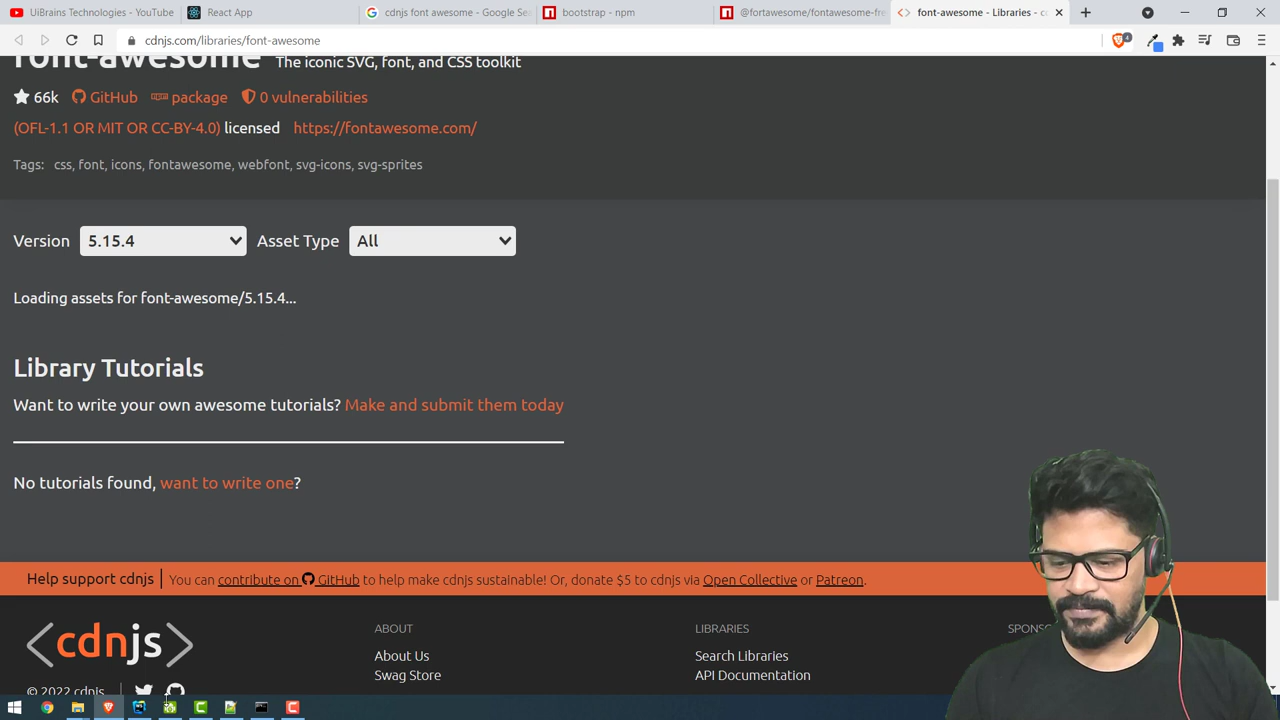 UiBrains Technologies - YouTube
React App
cdnjs font awesome - Google Se
bootstrap - npm
@fortawesome/fontawesome-fre
font-awesome - Libraries - c
cdnjs.com/libraries/font-awesome
4
font-awesome The iconic SVG, font, and CSS toolkit
66k GitHub package 0 vulnerabilities
(OFL-1.1 OR MIT OR CC-BY-4.0) licensed https://fontawesome.com/
Tags: css, font, icons, fontawesome, webfont, svg-icons, svg-sprites
Version 5.15.4 Asset Type All
Loading assets for font-awesome/5.15.4...
Library Tutorials
Want to write your own awesome tutorials? Make and submit them today
No tutorials found, want to write one?
Help support cdnjs You can contribute on GitHub to help make cdnjs sustainable! Or, donate $5 to cdnjs via Open Collective or Patreon.
<cdnjs>
ABOUT
LIBRARIES
SPONSO
About Us
Search Libraries
Swag Store
API Documentation
© 2022 cdnjs